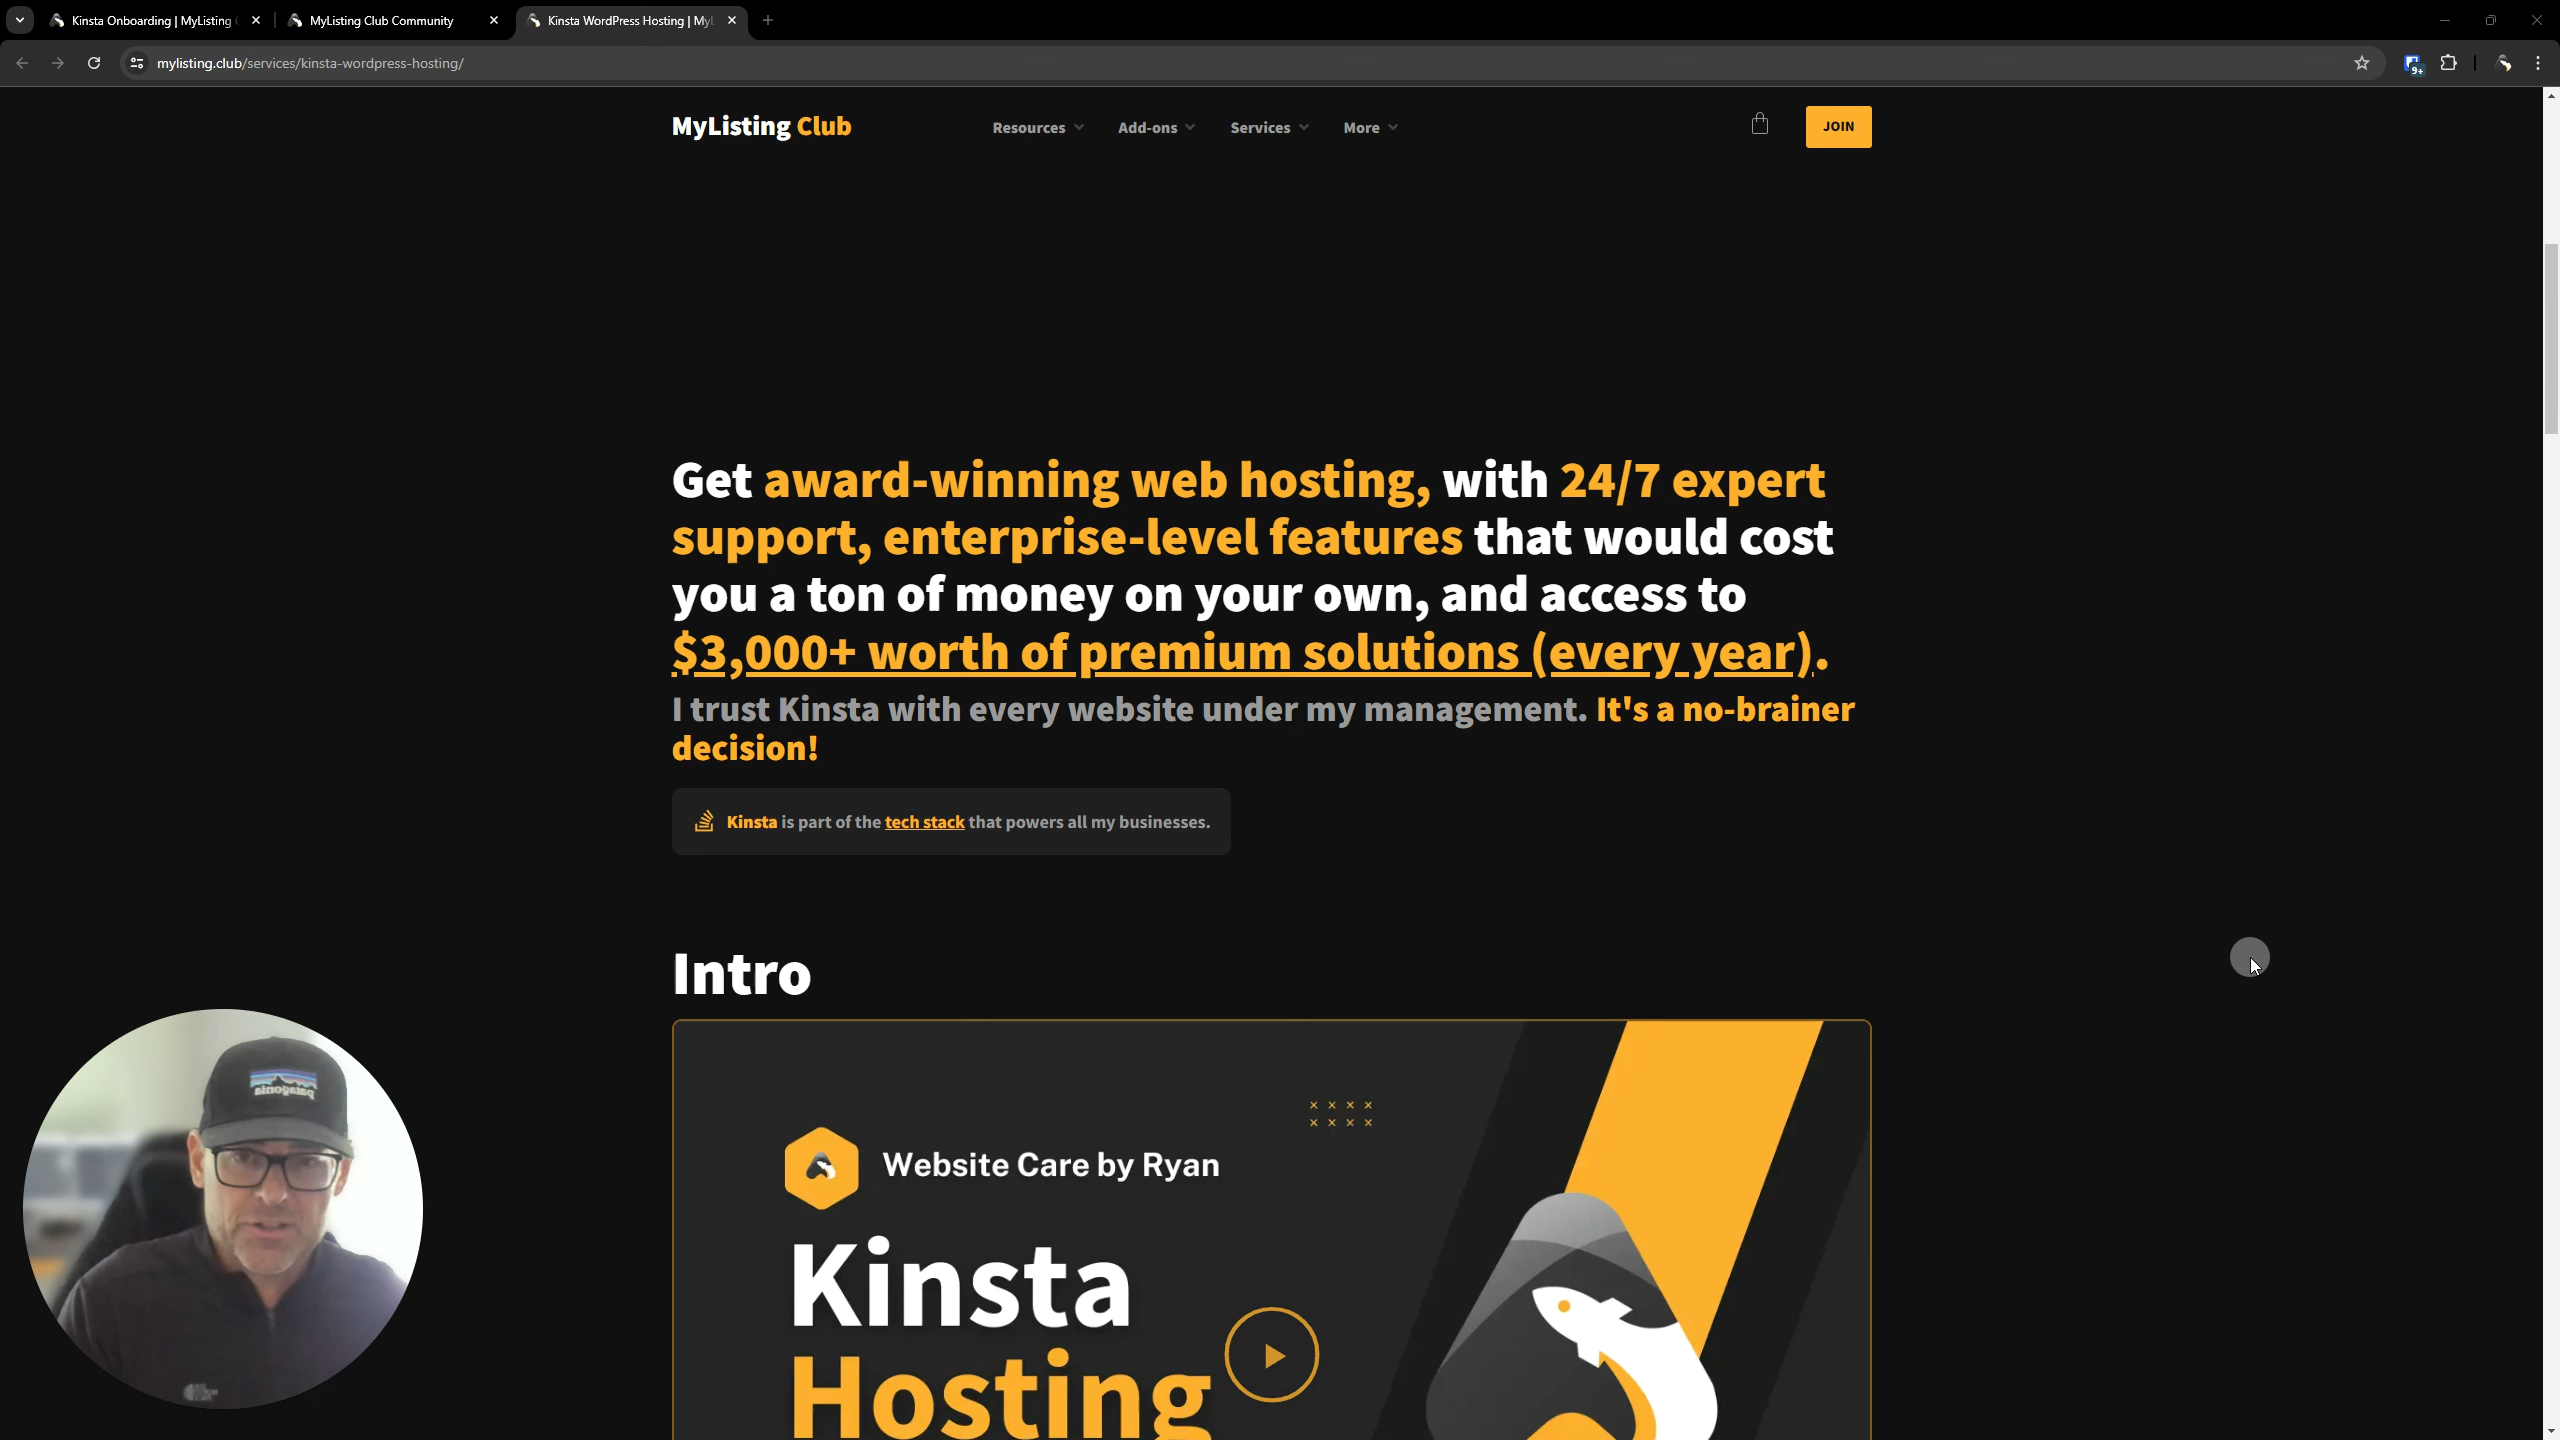 Kinsta Onboarding | MyListing
MyListing Club Community
Kinsta WordPress Hosting | MyL
mylisting.club/services/kinsta-wordpress-hosting/
9+
MyListing Club
Resources
Add-ons
Services
More
JOIN
Get award-winning web hosting, with 24/7 expert
support, enterprise-level features that would cost
you a ton of money on your own, and access to
$3,000+ worth of premium solutions (every year).
I trust Kinsta with every website under my management. It's a no-brainer
decision!
Kinsta is part of the tech stack that powers all my businesses.
Intro
Website Care by Ryan
Kinsta
Hosting
patagonia